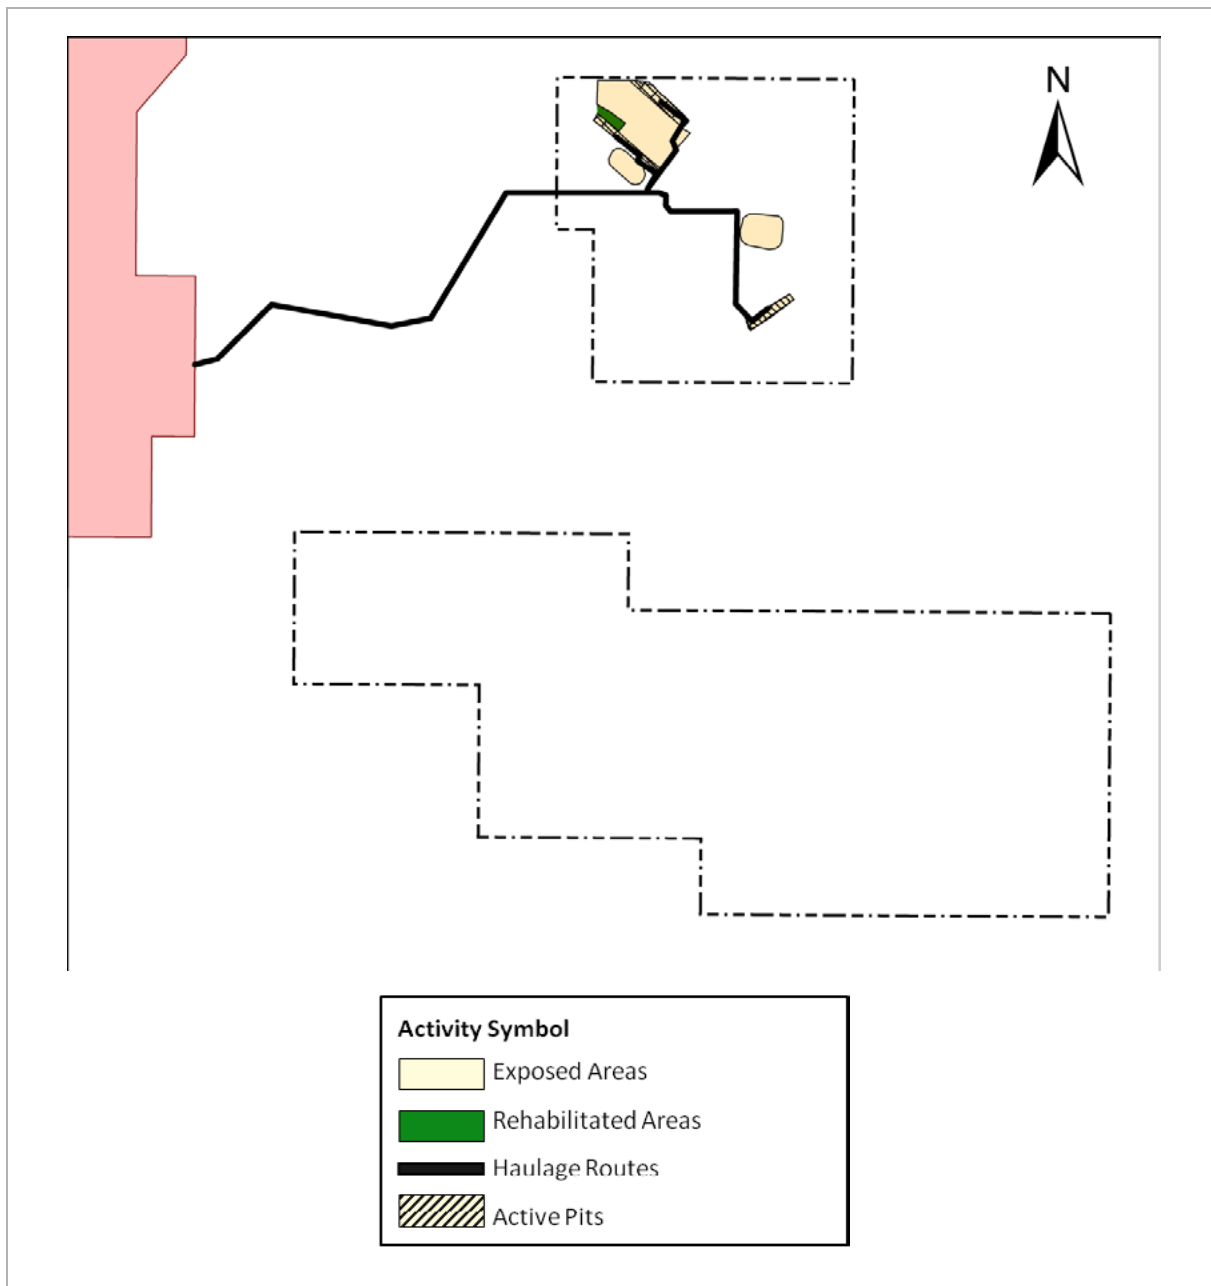 N
Activity Symbol
Exposed Areas
Rehabilitated Areas
Haulage Routes
Active Pits